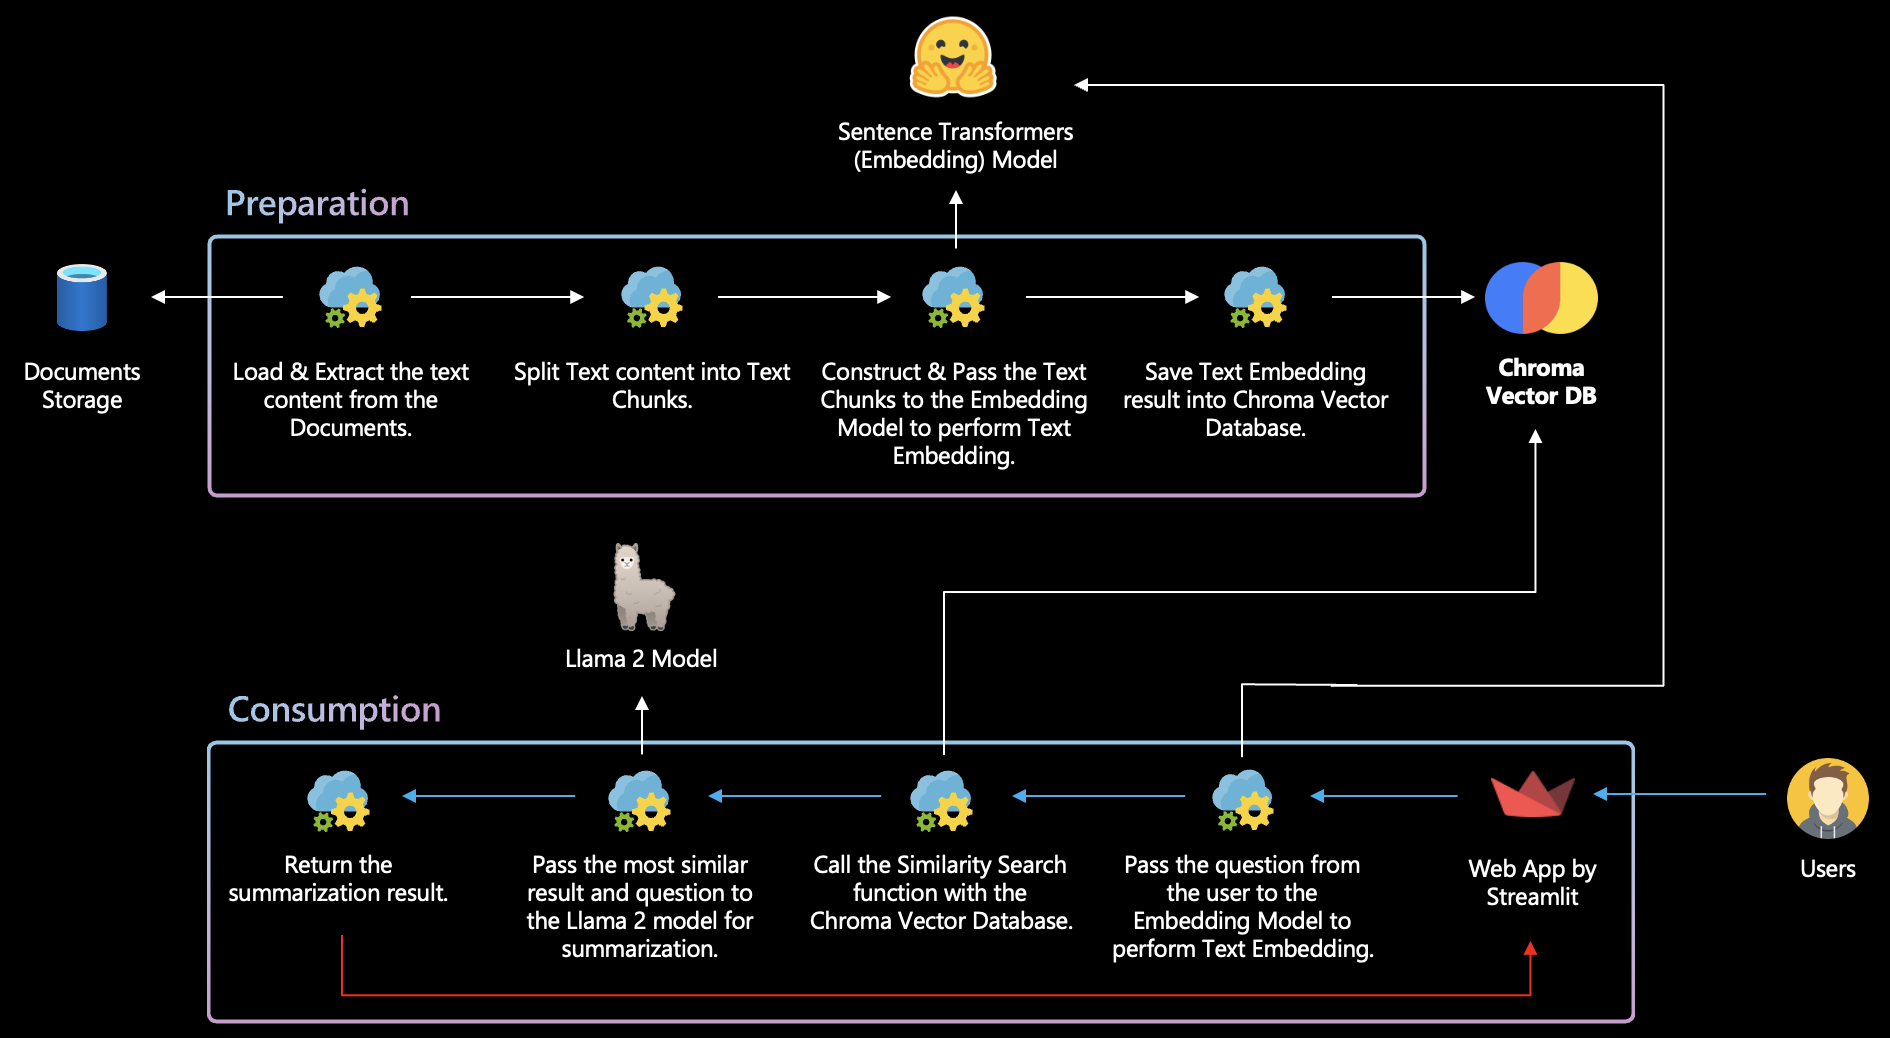 Sentence Transformers
(Embedding) Model
Preparation
Documents
Storage
Load & Extract the text
content from the
Documents.
Split Text content into Text
Chunks.
Construct & Pass the Text
Chunks to the Embedding
Model to perform Text
Embedding.
Save Text Embedding
result into Chroma Vector
Database.
Chroma
Vector DB
Llama 2 Model
Consumption
Return the
summarization result.
Pass the most similar
result and question to
the Llama 2 model for
summarization.
Call the Similarity Search
function with the
Chroma Vector Database.
Pass the question from
the user to the
Embedding Model to
perform Text Embedding.
Web App by
Streamlit
Users